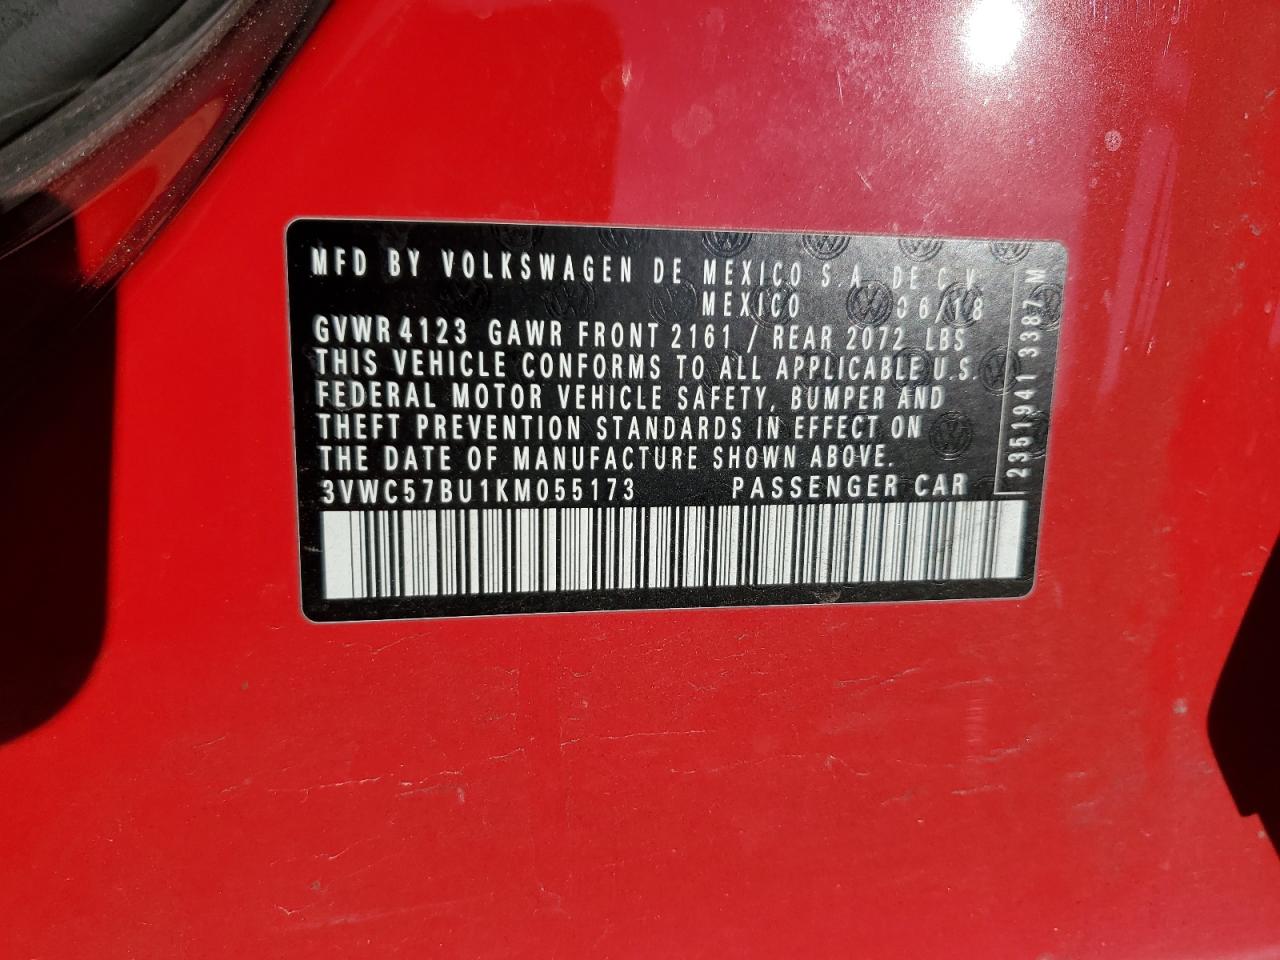 MFD BY VOLKSWAGEN DE MEXICO S.A. DE C.V.
MEXICO 06/18
GVWR 4123 GAWR FRONT 2161 / REAR 2072 LBS
THIS VEHICLE CONFORMS TO ALL APPLICABLE U.S.
FEDERAL MOTOR VEHICLE SAFETY, BUMPER AND
THEFT PREVENTION STANDARDS IN EFFECT ON
THE DATE OF MANUFACTURE SHOWN ABOVE.
3VWC57BU1KM055173 PASSENGER CAR
2351941 3387 M